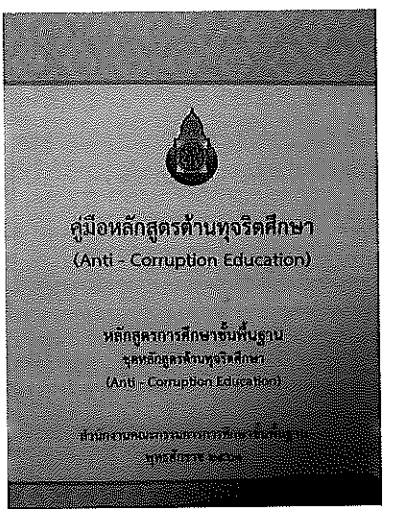 คู่มือหลักสูตรต้านทุจริตศึกษา
(Anti - Corruption Education)
หลักสูตรการศึกษาขั้นพื้นฐาน
ชุดหลักสูตรต้านทุจริตศึกษา
(Anti - Corruption Education)
สำนักงานคณะกรรมการการศึกษาขั้นพื้นฐาน
พุทธศักราช